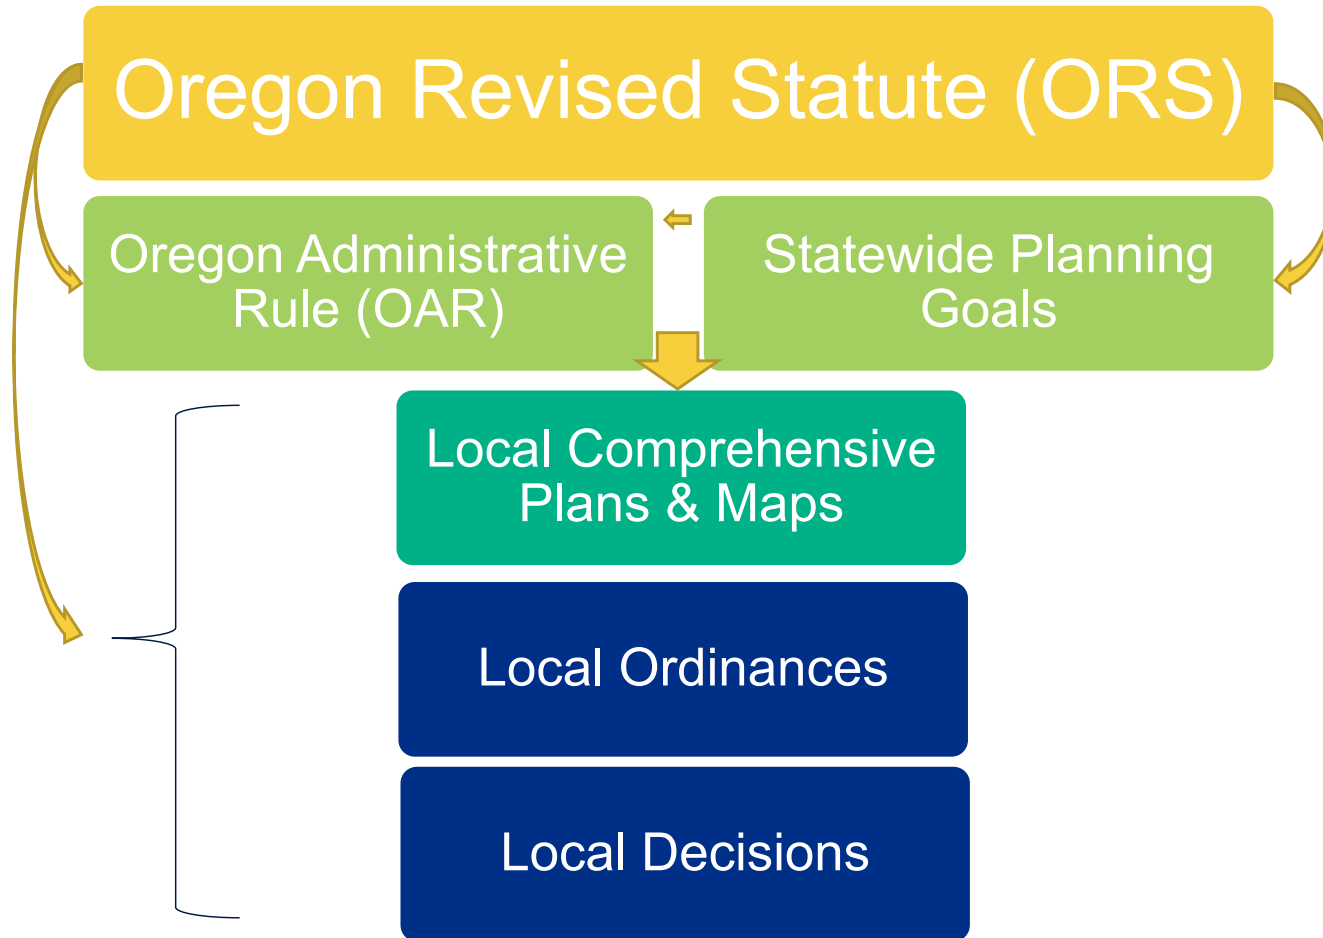 Oregon Revised Statute (ORS)
Oregon Administrative
Rule (OAR)
Statewide Planning
Goals
Local Comprehensive
Plans & Maps
Local Ordinances
Local Decisions